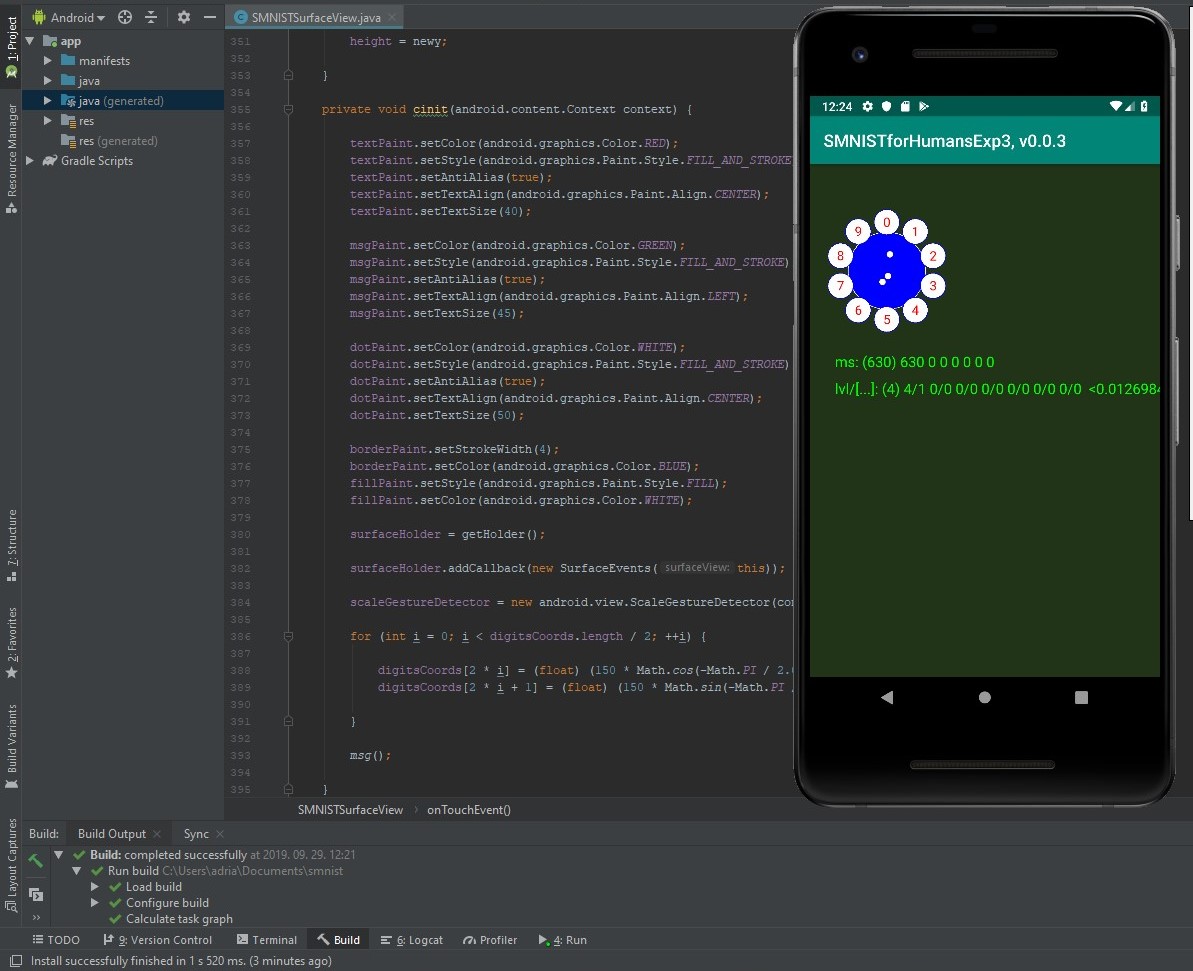 Android
SMNISTSurfaceView.java
app
manifests
java
java (generated)
res
res (generated)
Gradle Scripts
1: Project
Resource Manager
7: Structure
2: Favorites
Build Variants
Layout Captures
351 height = newy;
352
353 }
354
355 private void cinit(android.content.Context context) {
356
357 textPaint.setColor(android.graphics.Color.RED);
358 textPaint.setStyle(android.graphics.Paint.Style.FILL_AND_STROKE
359 textPaint.setAntiAlias(true);
360 textPaint.setTextAlign(android.graphics.Paint.Align.CENTER);
361 textPaint.setTextSize(40);
362
363 msgPaint.setColor(android.graphics.Color.GREEN);
364 msgPaint.setStyle(android.graphics.Paint.Style.FILL_AND_STROKE)
365 msgPaint.setAntiAlias(true);
366 msgPaint.setTextAlign(android.graphics.Paint.Align.LEFT);
367 msgPaint.setTextSize(45);
368
369 dotPaint.setColor(android.graphics.Color.WHITE);
370 dotPaint.setStyle(android.graphics.Paint.Style.FILL_AND_STROKE)
371 dotPaint.setAntiAlias(true);
372 dotPaint.setTextAlign(android.graphics.Paint.Align.CENTER);
373 dotPaint.setTextSize(50);
374
375 borderPaint.setStrokeWidth(4);
376 borderPaint.setColor(android.graphics.Color.BLUE);
377 fillPaint.setStyle(android.graphics.Paint.Style.FILL);
378 fillPaint.setColor(android.graphics.Color.WHITE);
379
380 surfaceHolder = getHolder();
381
382 surfaceHolder.addCallback(new SurfaceEvents( surfaceView: this));
383
384 scaleGestureDetector = new android.view.ScaleGestureDetector(con
385
386 for (int i = 0; i < digitsCoords.length / 2; ++i) {
387
388 digitsCoords[2 * i] = (float) (150 * Math.cos(-Math.PI / 2.0
389 digitsCoords[2 * i + 1] = (float) (150 * Math.sin(-Math.PI /
390
391 }
392
393 msg();
394
395 }
SMNISTSurfaceView › onTouchEvent()
12:24
SMNISTforHumansExp3, v0.0.3
0
9 1
8 2
7 3
6 4
5
ms: (630) 630 0 0 0 0 0 0
lvl/[...]: (4) 4/1 0/0 0/0 0/0 0/0 0/0 0/0 <0.0126984
Build: Build Output Sync
Build: completed successfully at 2019. 09. 29. 12:21
Run build C:\Users\adria\Documents\smnist
Load build
Configure build
Calculate task graph
TODO 9: Version Control Terminal Build 6: Logcat Profiler 4: Run
Install successfully finished in 1 s 520 ms. (3 minutes ago)